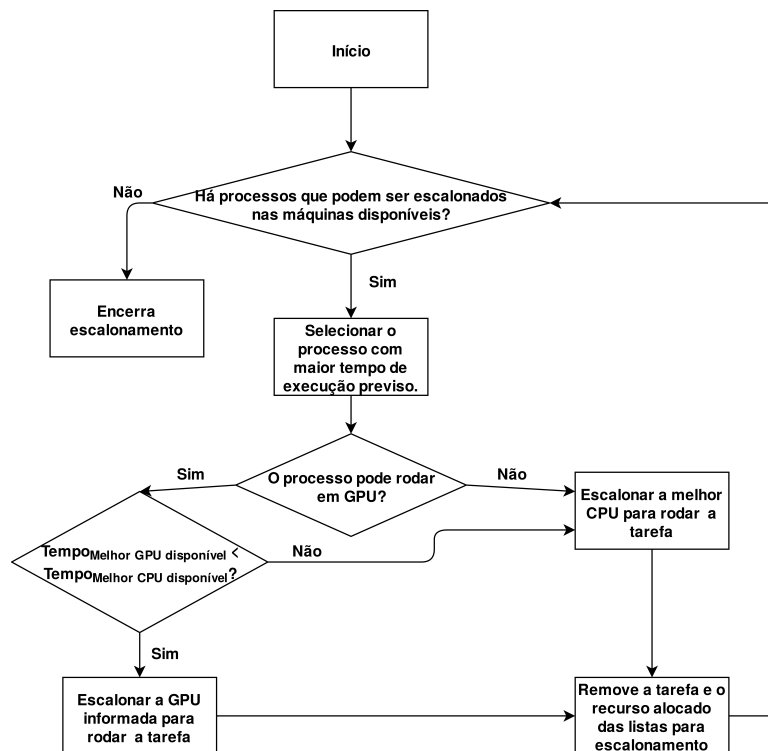 Início
Há processos que podem ser escalonados
nas máquinas disponíveis?
Não
Sim
Encerra
escalonamento
Selecionar o
processo com
maior tempo de
execução previso.
O processo pode rodar
em GPU?
Sim
Não
Escalonar a melhor
CPU para rodar a
tarefa
TempoMelhor GPU disponível <
TempoMelhor CPU disponível?
Não
Sim
Escalonar a GPU
informada para
rodar a tarefa
Remove a tarefa e o
recurso alocado
das listas para
escalonamento